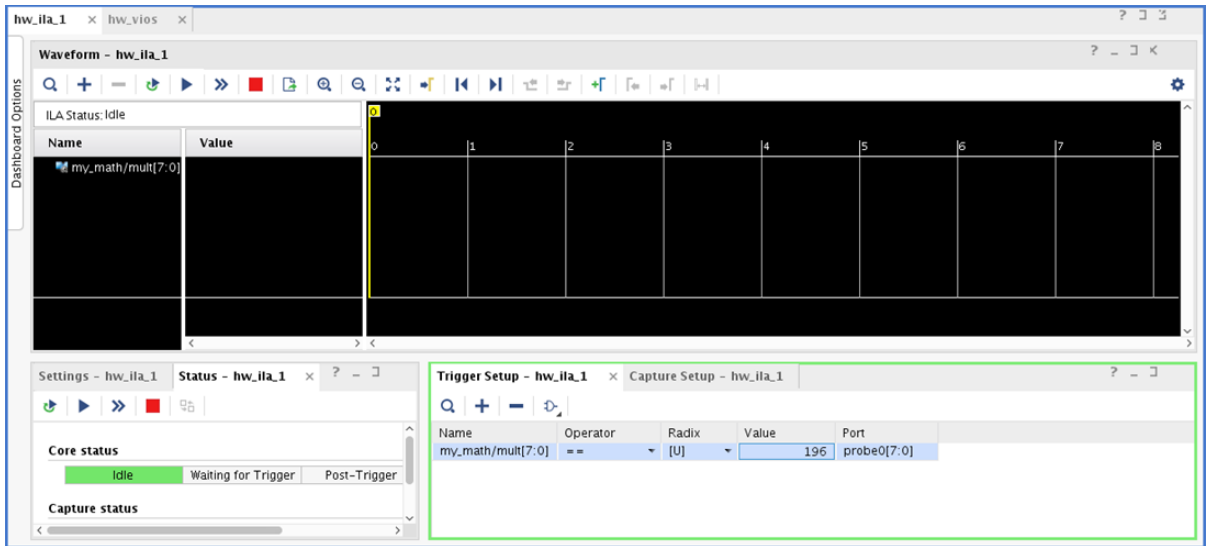 hw_ila_1 × hw_vios ×
Dashboard Options
Waveform - hw_ila_1
ILA Status: Idle
Name Value
0
0 1 2 3 4 5 6 7 8
my_math/mult[7:0]
Settings - hw_ila_1 Status - hw_ila_1 ×
Core status
Idle Waiting for Trigger Post-Trigger
Capture status
Trigger Setup - hw_ila_1 × Capture Setup - hw_ila_1
Name Operator Radix Value Port
my_math/mult[7:0] == [U] 196 probe0[7:0]